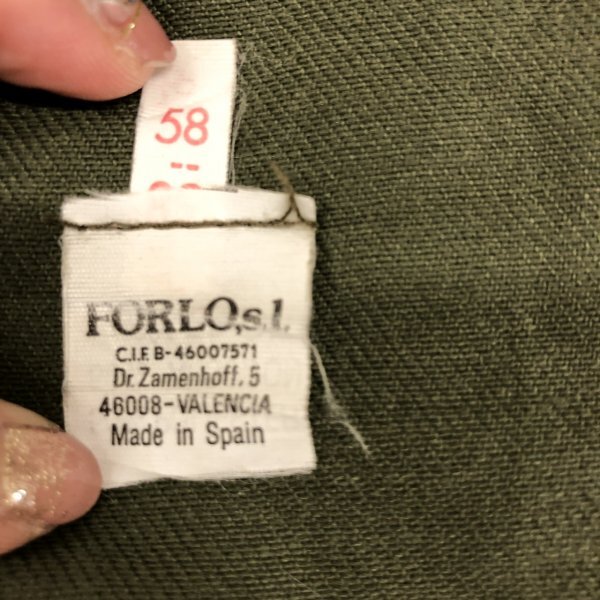 58
--
FORLO,s.l.
C.I.F. B-46007571
Dr. Zamenhoff, 5
46008-VALENCIA
Made in Spain